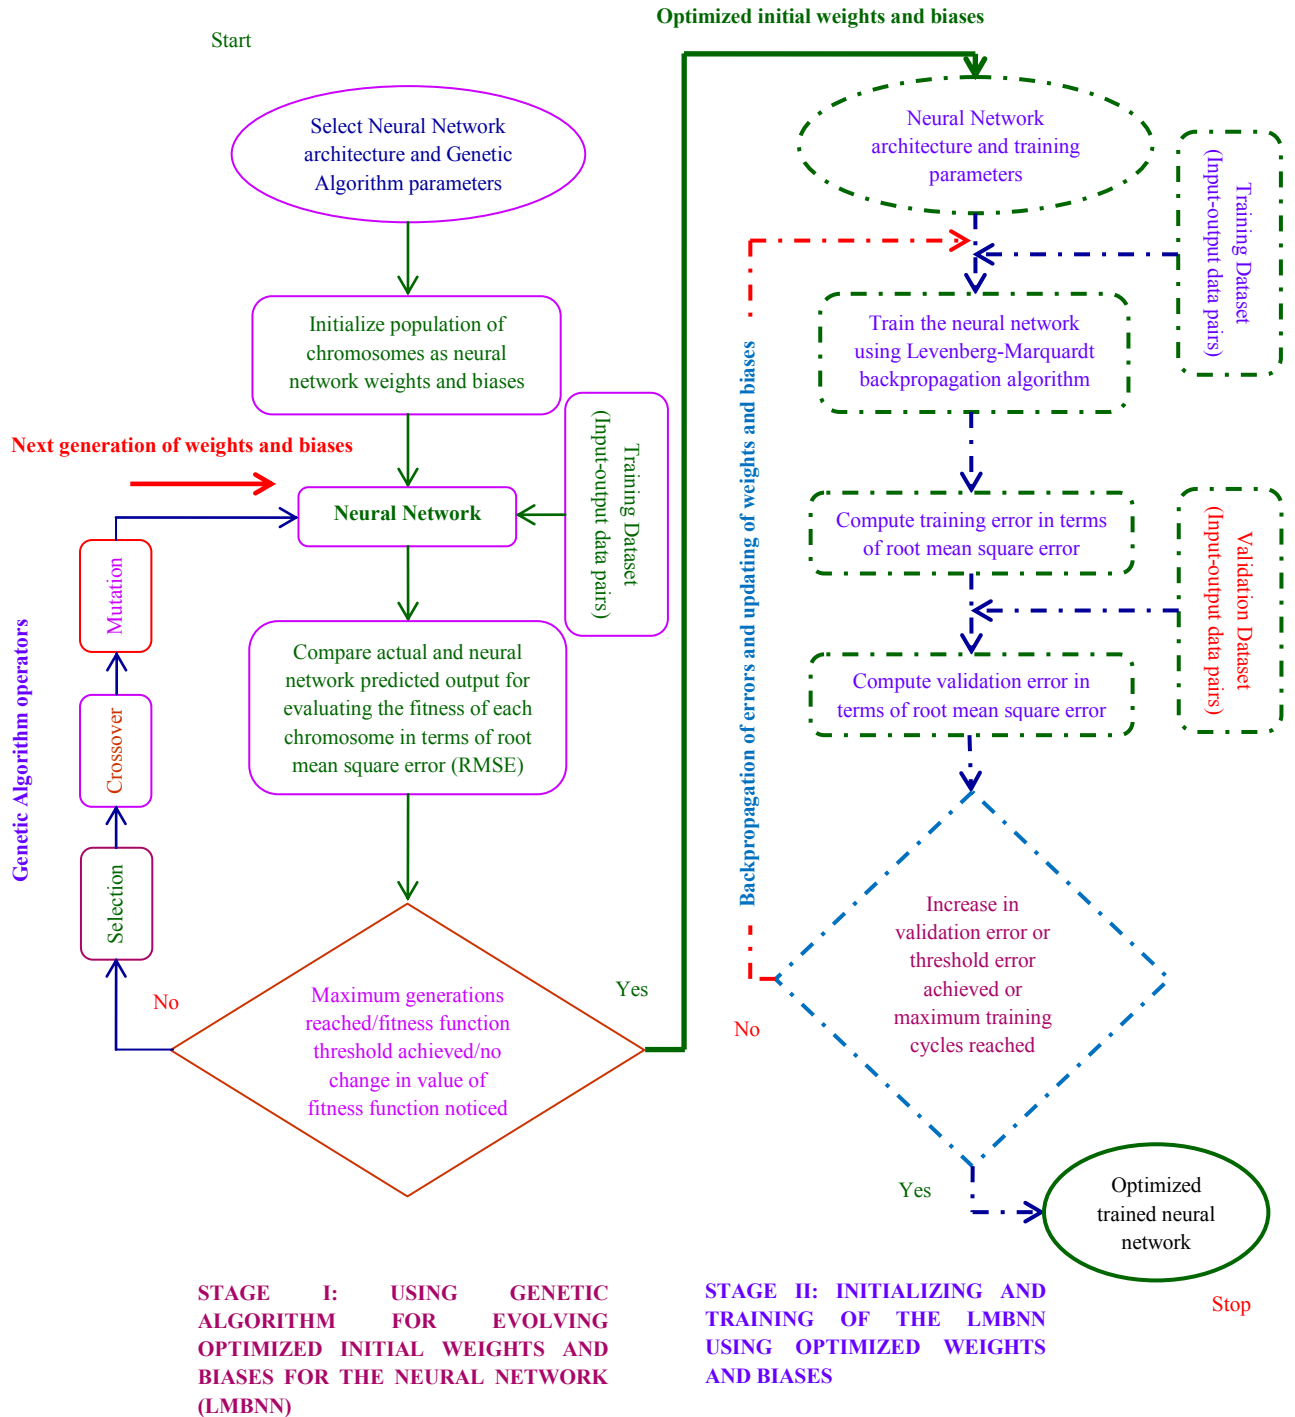 Optimized initial weights and biases
Start
Select Neural Network
architecture and Genetic
Algorithm parameters
Initialize population of
chromosomes as neural
network weights and biases
Next generation of weights and biases
Neural Network
Training Dataset
(Input-output data pairs)
Compare actual and neural
network predicted output for
evaluating the fitness of each
chromosome in terms of root
mean square error (RMSE)
Genetic Algorithm operators
Mutation
Crossover
Selection
No
Maximum generations
reached/fitness function
threshold achieved/no
change in value of
fitness function noticed
Yes
STAGE I: USING GENETIC
ALGORITHM FOR EVOLVING
OPTIMIZED INITIAL WEIGHTS AND
BIASES FOR THE NEURAL NETWORK
(LMBNN)
Neural Network
architecture and training
parameters
Training Dataset
(Input-output data pairs)
Train the neural network
using Levenberg-Marquardt
backpropagation algorithm
Backpropagation of errors and updating of weights and biases
Compute training error in terms
of root mean square error
Validation Dataset
(Input-output data pairs)
Compute validation error in
terms of root mean square error
Increase in
validation error or
threshold error
achieved or
maximum training
cycles reached
No
Yes
Optimized
trained neural
network
Stop
STAGE II: INITIALIZING AND
TRAINING OF THE LMBNN
USING OPTIMIZED WEIGHTS
AND BIASES